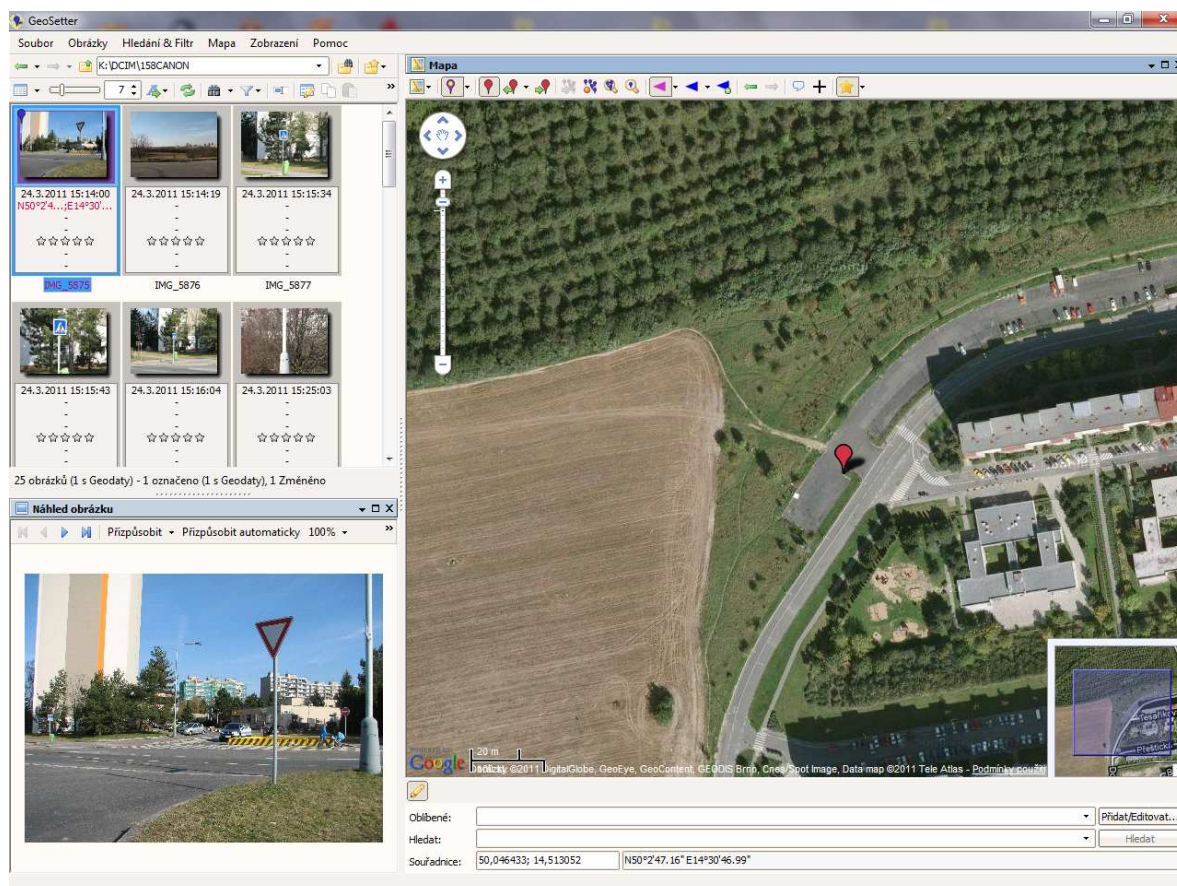 GeoSetter
Soubor Obrázky Hledání & Filtr Mapa Zobrazení Pomoc
K:\DCIM\158CANON
7
24.3.2011 15:14:00
N50°2'4...;E14°30'...
-
-
-
IMG_5875
24.3.2011 15:14:19
-
-
-
-
IMG_5876
24.3.2011 15:15:34
-
-
-
-
IMG_5877
24.3.2011 15:15:43
-
-
-
24.3.2011 15:16:04
-
-
-
24.3.2011 15:25:03
-
-
-
25 obrázků (1 s Geodaty) - 1 označeno (1 s Geodaty), 1 Změněno
Náhled obrázku
Přizpůsobit Přizpůsobit automaticky 100%
Mapa
20 m
Google
©2011 DigitalGlobe, GeoEye, GeoContent, GEODIS Brno, Cnes/Spot Image, Data map ©2011 Tele Atlas - Podmínky použití
Oblíbené:
Přidat/Editovat...
Hledat:
Hledat
Souřadnice:
50,046433; 14,513052
N50°2'47.16" E14°30'46.99"